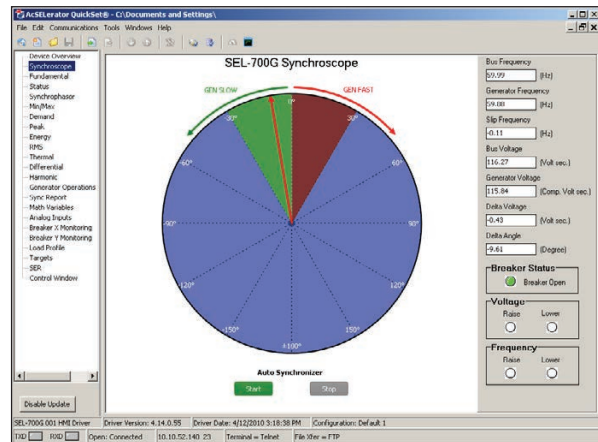 AcSELerator QuickSet® - C:\Documents and Settings\
File Edit Communications Tools Windows Help
Device Overview
Synchroscope
Fundamental
Status
Synchrophasor
Min/Max
Demand
Peak
Energy
RMS
Thermal
Differential
Harmonic
Generator Operations
Sync Report
Math Variables
Analog Inputs
Breaker X Monitoring
Breaker Y Monitoring
Load Profile
Targets
SER
Control Window
Disable Update
SEL-700G Synchroscope
GEN SLOW
GEN FAST
0°
-30°
30°
-60°
60°
-90°
90°
-120°
120°
-150°
150°
±180°
Auto Synchronizer
Start
Stop
Bus Frequency
59.99 (Hz)
Generator Frequency
59.88 (Hz)
Slip Frequency
-0.11 (Hz)
Bus Voltage
116.27 (Volt sec.)
Generator Voltage
115.84 (Comp. Volt sec.)
Delta Voltage
-0.43 (Volt sec.)
Delta Angle
-9.61 (Degree)
Breaker Status
Breaker Open
Voltage
Raise Lower
Frequency
Raise Lower
SEL-700G 001 HMI Driver Driver Version: 4.14.0.55 Driver Date: 4/12/2010 3:18:38 PM Configuration: Default 1
TXD RXD Open: Connected 10.10.52.140 23 Terminal = Telnet File Xfer = FTP